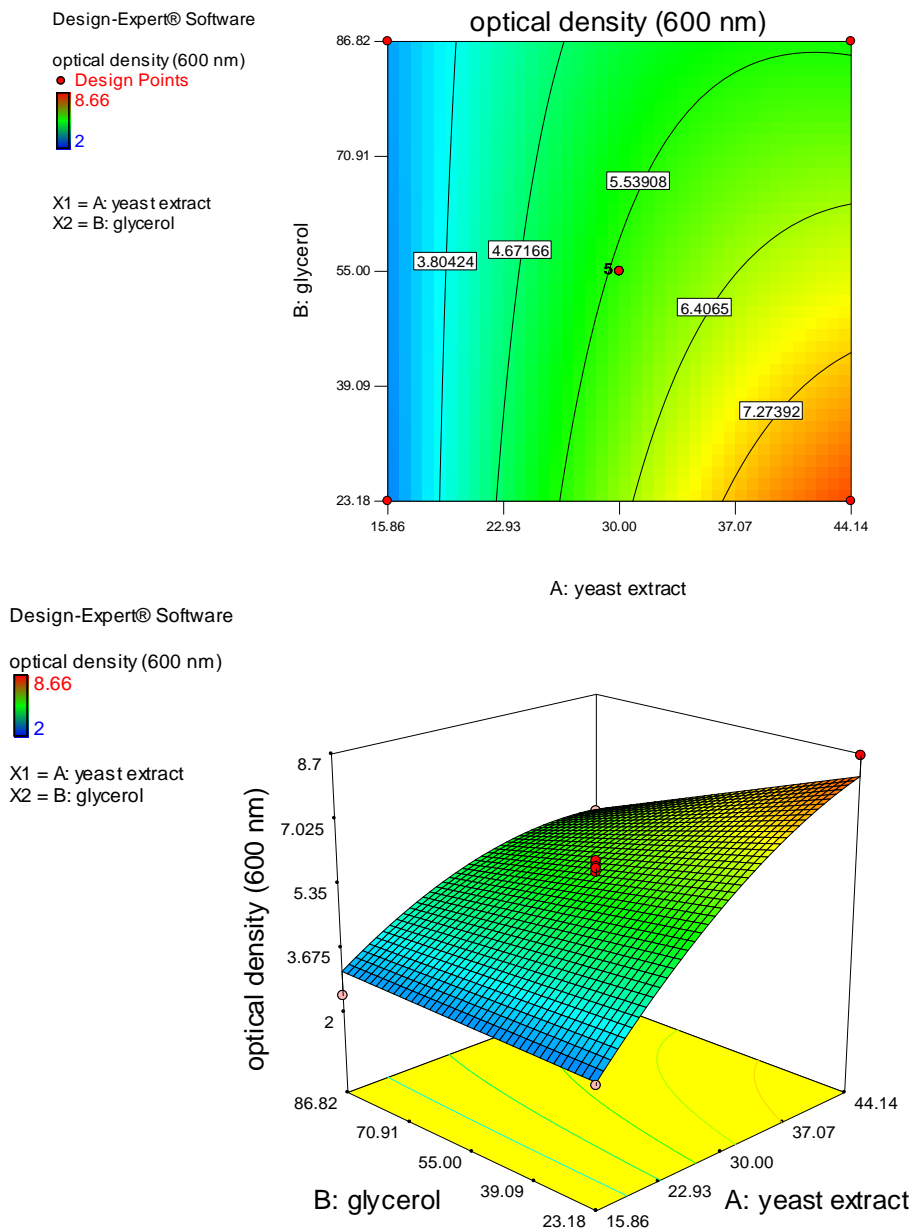 Design-Expert® Software
optical density (600 nm)
Design Points
8.66
2
X1 = A: yeast extract
X2 = B: glycerol
optical density (600 nm)
86.82
70.91
55.00
39.09
23.18
B: glycerol
3.80424
4.67166
5.53908
6.4065
7.27392
5
15.86
22.93
30.00
37.07
44.14
A: yeast extract
Design-Expert® Software
optical density (600 nm)
8.66
2
X1 = A: yeast extract
X2 = B: glycerol
8.7
7.025
5.35
3.675
2
optical density (600 nm)
86.82
70.91
55.00
39.09
23.18
B: glycerol
15.86
22.93
30.00
37.07
44.14
A: yeast extract